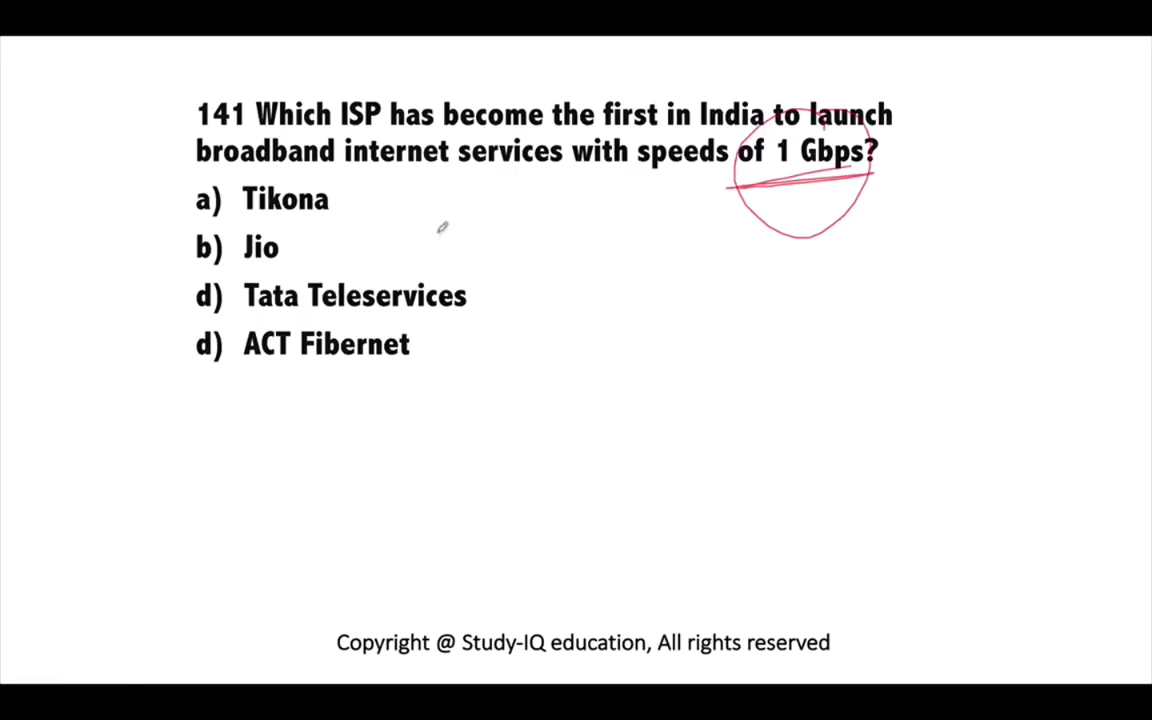 141 Which ISP has become the first in India to launch
broadband internet services with speeds of 1 Gbps?
a) Tikona
b) Jio
d) Tata Teleservices
d) ACT Fibernet
Copyright @ Study-IQ education, All rights reserved